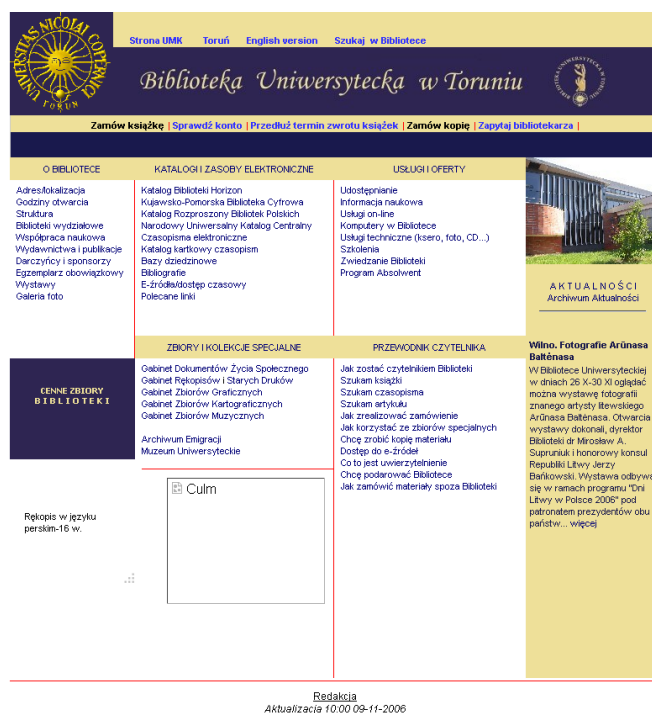 Strona UMK Toruń English version Szukaj w Bibliotece
Biblioteka Uniwersytecka w Toruniu
Zamów książkę | Sprawdź konto | Przedłuż termin zwrotu książek | Zamów kopię | Zapytaj bibliotekarza |
O BIBLIOTECE
Adres/lokalizacja
Godziny otwarcia
Struktura
Biblioteki wydziałowe
Współpraca naukowa
Wydawnictwa i publikacje
Darczyńcy i sponsorzy
Egzemplarz obowiązkowy
Wystawy
Galeria foto
KATALOGI I ZASOBY ELEKTRONICZNE
Katalog Biblioteki Horizon
Kujawsko-Pomorska Biblioteka Cyfrowa
Katalog Rozproszony Bibliotek Polskich
Narodowy Uniwersalny Katalog Centralny
Czasopisma elektroniczne
Katalog kartkowy czasopism
Bazy dziedzinowe
Bibliografie
E-źródła/dostęp czasowy
Polecane linki
USŁUGI I OFERTY
Udostępnianie
Informacja naukowa
Usługi on-line
Komputery w Bibliotece
Usługi techniczne (ksero, foto, CD...)
Szkolenia
Zwiedzanie Biblioteki
Program Absolwent
AKTUALNOŚCI
Archiwum Aktualności
CENNE ZBIORY
BIBLIOTEKI
Rękopis w języku
perskim-16 w.
ZBIORY I KOLEKCJE SPECJALNE
Gabinet Dokumentów Życia Społecznego
Gabinet Rękopisów i Starych Druków
Gabinet Zbiorów Graficznych
Gabinet Zbiorów Kartograficznych
Gabinet Zbiorów Muzycznych
Archiwum Emigracji
Muzeum Uniwersyteckie
Culm
PRZEWODNIK CZYTELNIKA
Jak zostać czytelnikiem Biblioteki
Szukam książki
Szukam czasopisma
Szukam artykułu
Jak zrealizować zamówienie
Jak korzystać ze zbiorów specjalnych
Chcę zrobić kopię materiału
Dostęp do e-źródeł
Co to jest uwierzytelnienie
Chcę podarować Bibliotece
Jak zamówić materiały spoza Biblioteki
Wilno. Fotografie Arūnasa
Baltėnasa
W Bibliotece Uniwersyteckiej
w dniach 26 X-30 XI oglądać
można wystawę fotografii
znanego artysty litewskiego
Arūnasa Baltėnasa. Otwarcia
wystawy dokonali, dyrektor
Biblioteki dr Mirosław A.
Supruniuk i honorowy konsul
Republiki Litwy Jerzy
Bańkowski. Wystawa odbywa
się w ramach programu "Dni
Litwy w Polsce 2006" pod
patronatem prezydentów obu
państw... więcej
Redakcja
Aktualizacja 10:00 09-11-2006